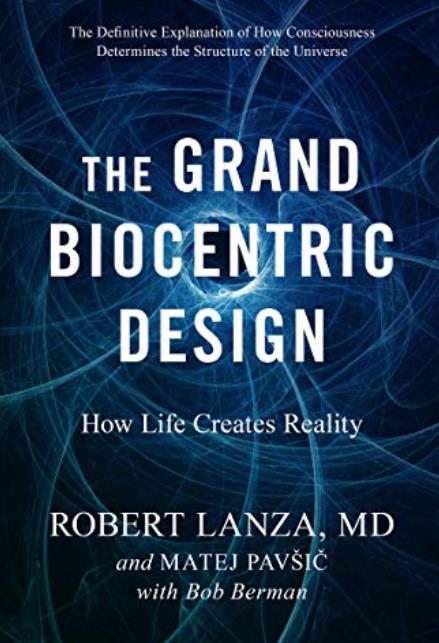 The Definitive Explanation of How Consciousness
Determines the Structure of the Universe
THE GRAND
BIOCENTRIC
DESIGN
How Life Creates Reality
ROBERT LANZA, MD
and MATEJ PAVŠIČ
with Bob Berman